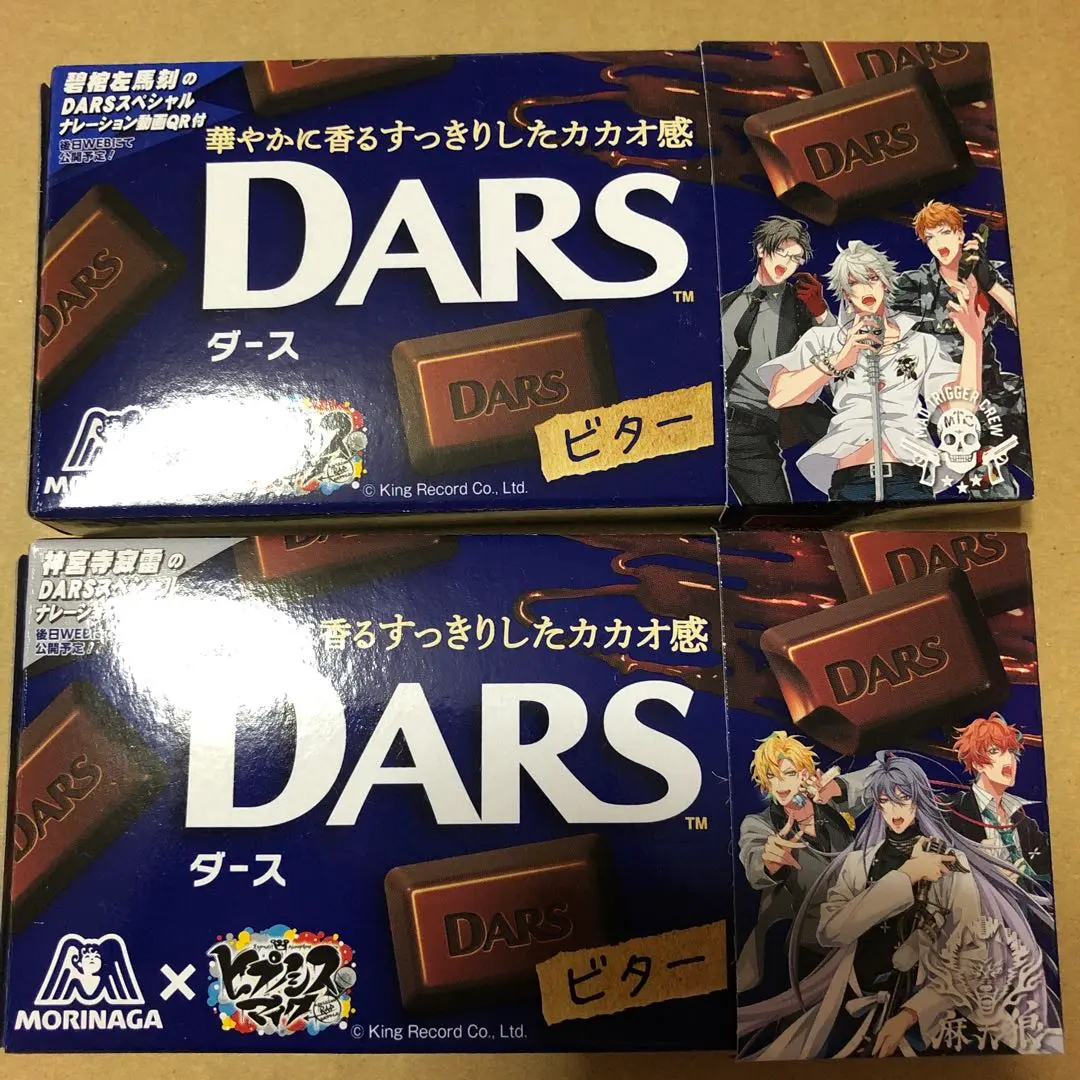 碧棺左馬刻の
DARSスペシャル
ナレーション動画QR付
後日WEBにて
公開予定!
華やかに香るすっきりしたカカオ感
DARS
DARS™
ダース
DARS
DARS
DARS
ビター
MO
×
© King Record Co., Ltd.
MAD TRIGGER CREW
MTC
神宮寺寂雷の
DARSスペシャル
ナレーシ
後日WEBに
公開予定!
香るすっきりしたカカオ感
DARS
DARS
DARS™
ダース
DARS
DARS
DARS
ビター
MORINAGA
×
ヒプノシス
マイク
© King Record Co., Ltd.
麻天狼